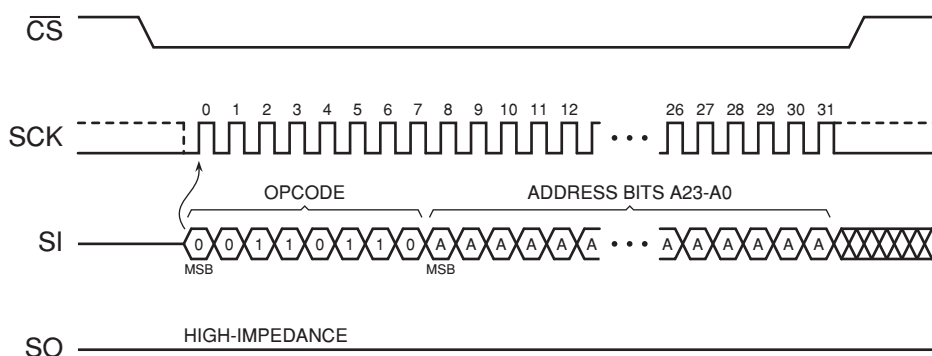 CS
0 1 2 3 4 5 6 7 8 9 10 11 12 26 27 28 29 30 31
SCK
OPCODE ADDRESS BITS A23-A0
SI 0 0 1 1 0 1 1 0 A A A A A A A A A A A A
MSB MSB
HIGH-IMPEDANCE
SO